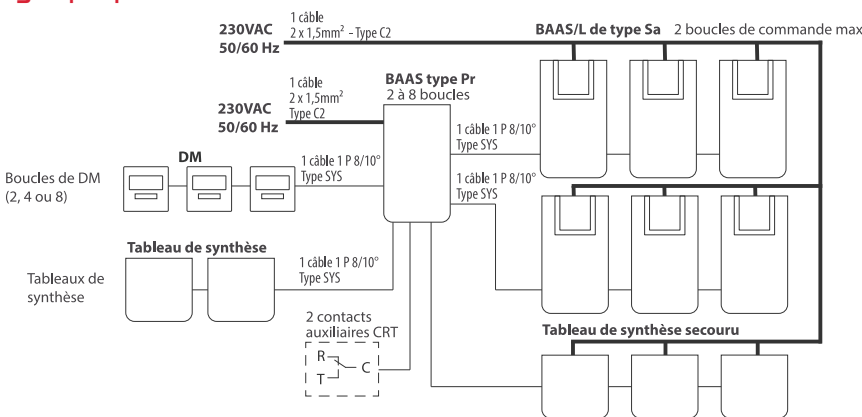 230VAC
50/60 Hz
1 câble
2 x 1,5mm² - Type C2
BAAS/L de type Sa 2 boucles de commande max
230VAC
50/60 Hz
1 câble
2 x 1,5mm²
Type C2
BAAS type Pr
2 à 8 boucles
1 câble 1 P 8/10°
Type SYS
Boucles de DM
(2, 4 ou 8)
DM
1 câble 1 P 8/10°
Type SYS
1 câble 1 P 8/10°
Type SYS
Tableaux de
synthèse
Tableau de synthèse
1 câble 1 P 8/10°
Type SYS
2 contacts
auxiliaires CRT
R
C
T
Tableau de synthèse secouru